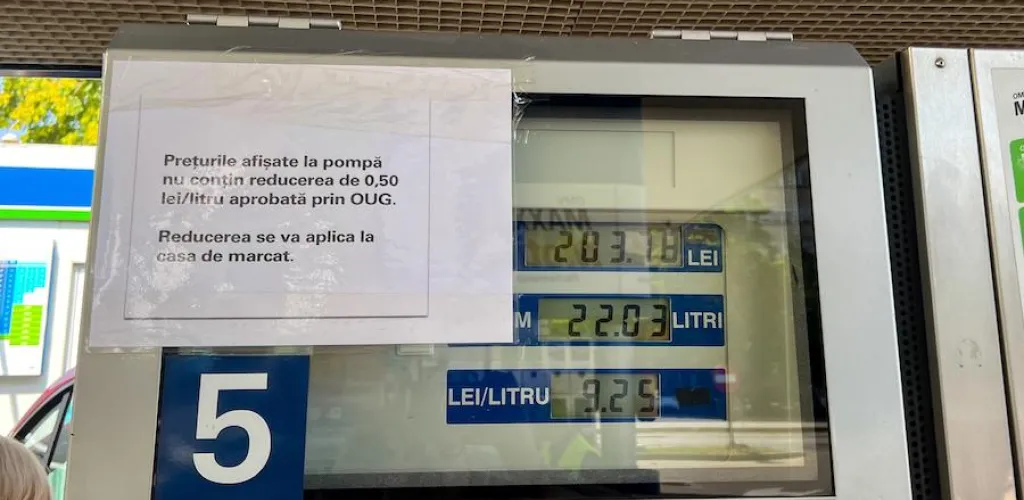 Prețurile afișate la pompă
nu conțin reducerea de 0,50
lei/litru aprobată prin OUG.
Reducerea se va aplica la
casa de marcat.
203.78 LEI
M 22.03 LITRI
LEI/LITRU 9.25
5